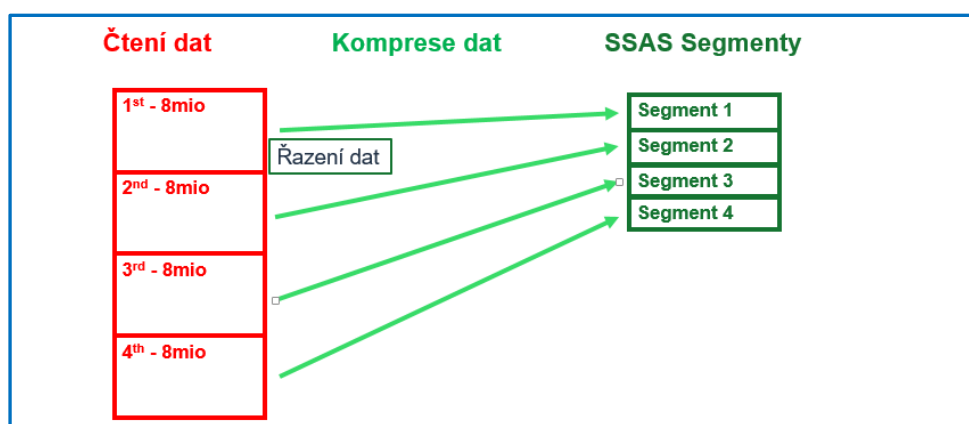 Čtení dat
Komprese dat
SSAS Segmenty
1st - 8mio
Řazení dat
2nd - 8mio
3rd - 8mio
4th - 8mio
Segment 1
Segment 2
Segment 3
Segment 4